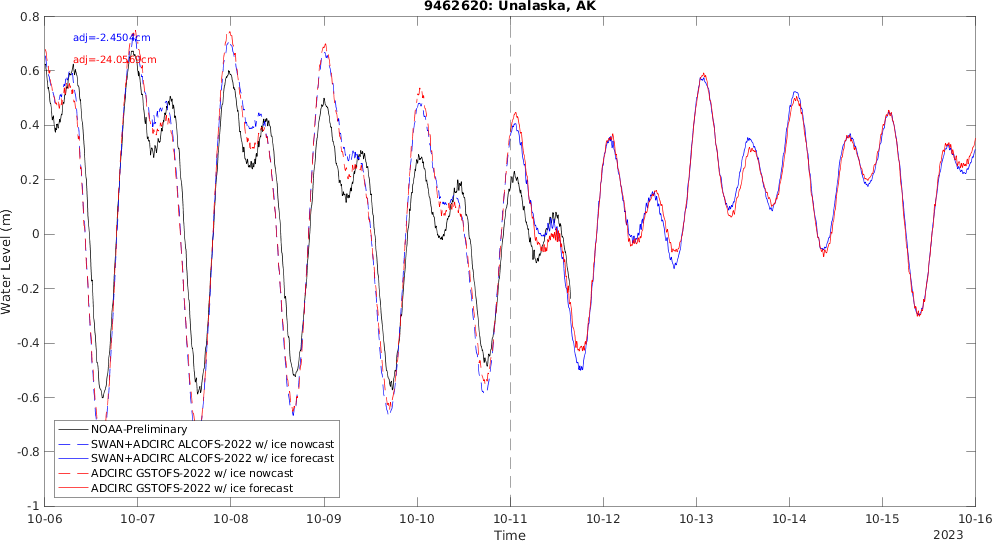 9462620: Unalaska, AK
adj=-2.4504cm
adj=-24.0569cm
Water Level (m)
0.8
0.6
0.4
0.2
0
-0.2
-0.4
-0.6
-0.8
-1
NOAA-Preliminary
SWAN+ADCIRC ALCOFS-2022 w/ ice nowcast
SWAN+ADCIRC ALCOFS-2022 w/ ice forecast
ADCIRC GSTOFS-2022 w/ ice nowcast
ADCIRC GSTOFS-2022 w/ ice forecast
10-06 10-07 10-08 10-09 10-10 10-11 10-12 10-13 10-14 10-15 10-16
Time
2023